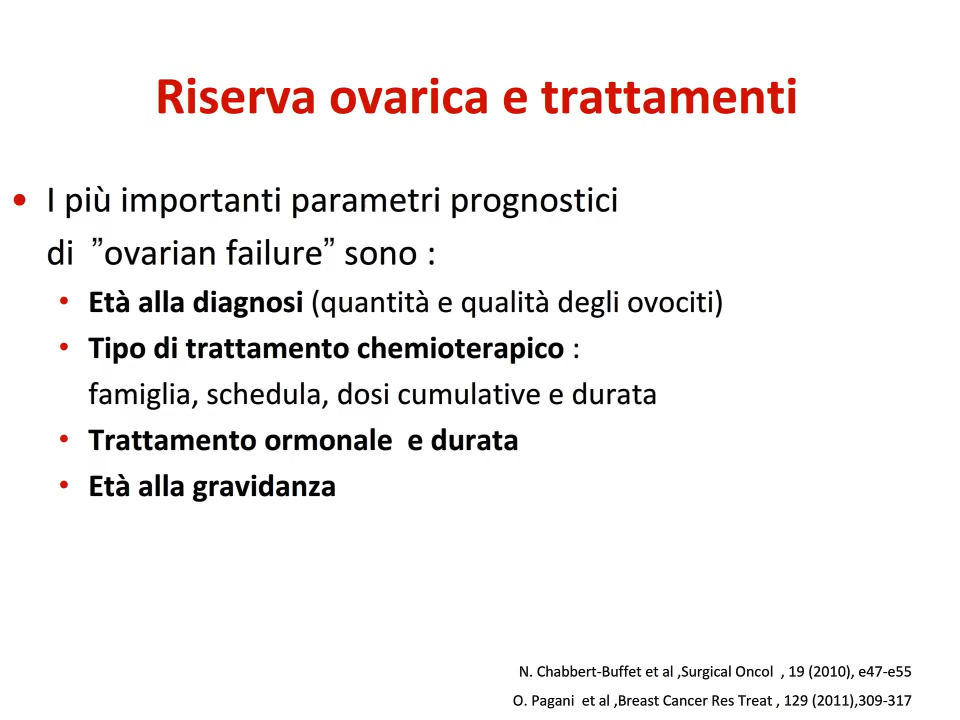 Riserva ovarica e trattamenti
• I più importanti parametri prognostici
di ”ovarian failure” sono :
• Età alla diagnosi (quantità e qualità degli ovociti)
• Tipo di trattamento chemioterapico :
famiglia, schedula, dosi cumulative e durata
• Trattamento ormonale e durata
• Età alla gravidanza
N. Chabbert-Buffet et al ,Surgical Oncol , 19 (2010), e47-e55
O. Pagani et al ,Breast Cancer Res Treat , 129 (2011),309-317